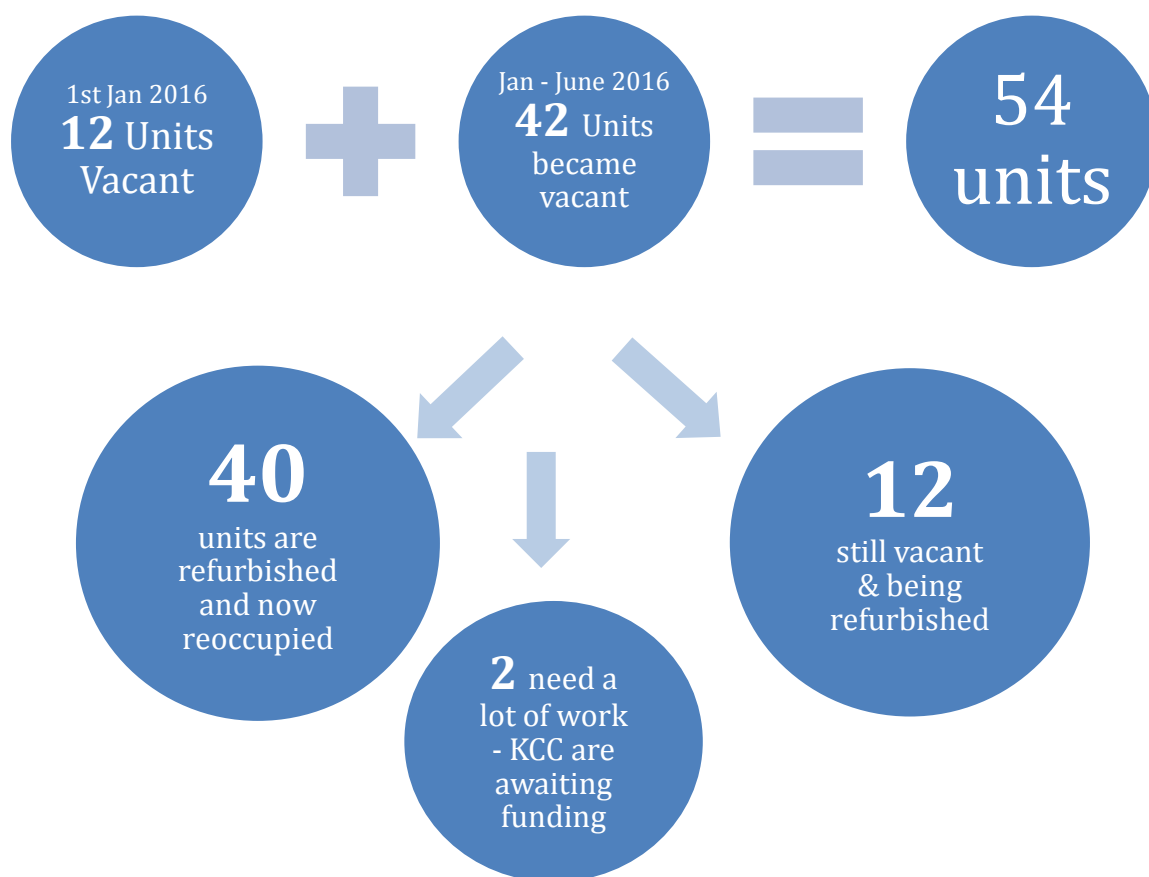 1st Jan 2016
12 Units
Vacant
Jan - June 2016
42 Units
became
vacant
54
units
40
units are
refurbished
and now
reoccupied
2 need a
lot of work
- KCC are
awaiting
funding
12
still vacant
& being
refurbished